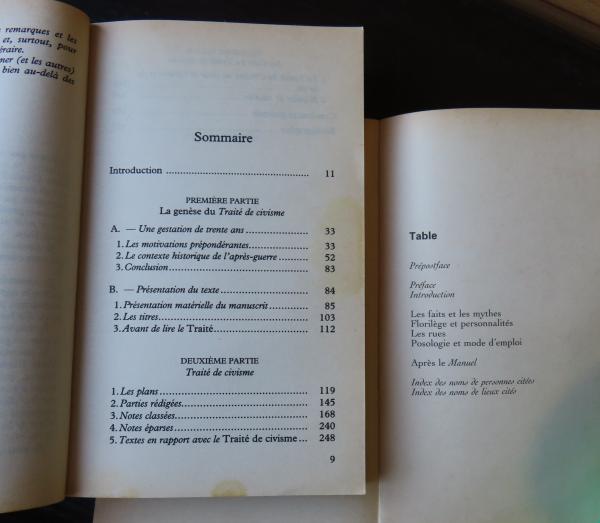 remarques et les
et, surtout, pour
éraire.
ner (et les autres)
bien au-delà des
Sommaire
Introduction ........................................................ 11
PREMIÈRE PARTIE
La genèse du Traité de civisme
A. — Une gestation de trente ans ...................... 33
1. Les motivations prépondérantes..................... 33
2. Le contexte historique de l'après-guerre .......... 52
3. Conclusion.............................................. 83
B. — Présentation du texte .............................. 84
1. Présentation matérielle du manuscrit.............. 85
2. Les titres................................................ 103
3. Avant de lire le Traité................................ 112
DEUXIÈME PARTIE
Traité de civisme
1. Les plans................................................ 119
2. Parties rédigées........................................ 145
3. Notes classées.......................................... 168
4. Notes éparses........................................... 240
5. Textes en rapport avec le Traité de civisme ... 248
9
Table
Prépostface
Préface
Introduction
Les faits et les mythes
Florilège et personnalités
Les rues
Posologie et mode d'emploi
Après le Manuel
Index des noms de personnes citées
Index des noms de lieux cités